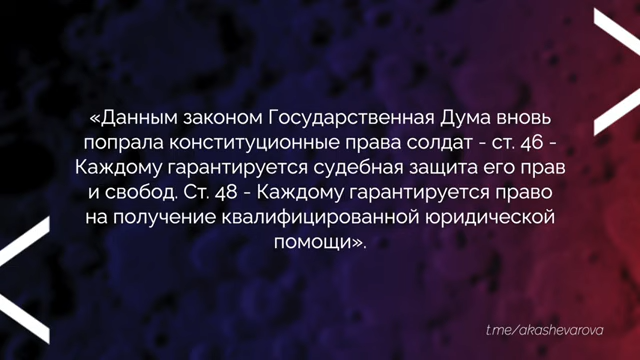 «Данным законом Государственная Дума вновь
попрала конституционные права солдат - ст. 46 -
Каждому гарантируется судебная защита его прав
и свобод. Ст. 48 - Каждому гарантируется право
на получение квалифицированной юридической
помощи».
t.me/akashevarova